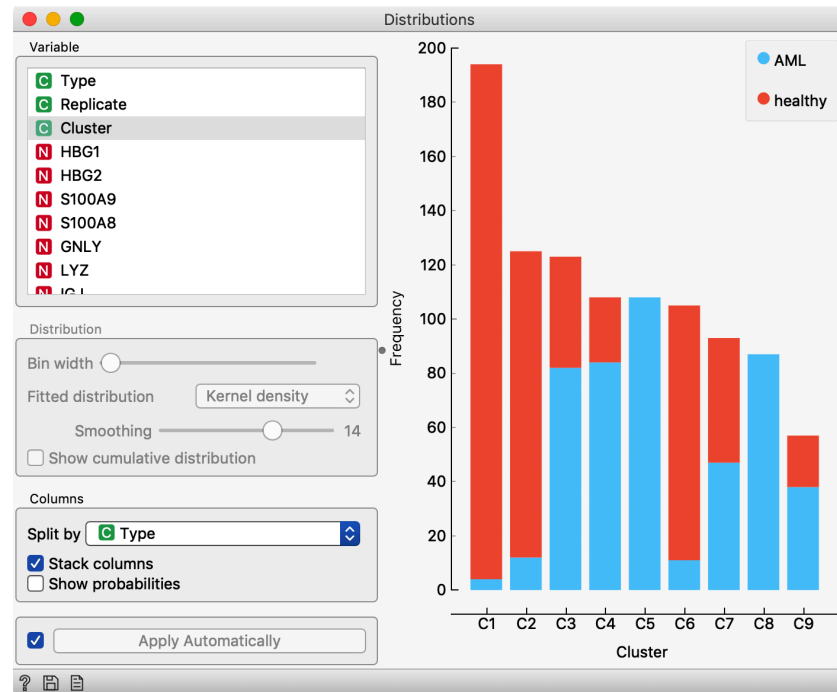 Distributions
Variable
C Type
C Replicate
C Cluster
N HBG1
N HBG2
N S100A9
N S100A8
N GNLY
N LYZ
Distribution
Bin width
Fitted distribution Kernel density
Smoothing 14
Show cumulative distribution
Columns
Split by C Type
Stack columns
Show probabilities
Apply Automatically
?
200
180
160
140
120
100
80
60
40
20
0
Frequency
AML
healthy
C1 C2 C3 C4 C5 C6 C7 C8 C9
Cluster